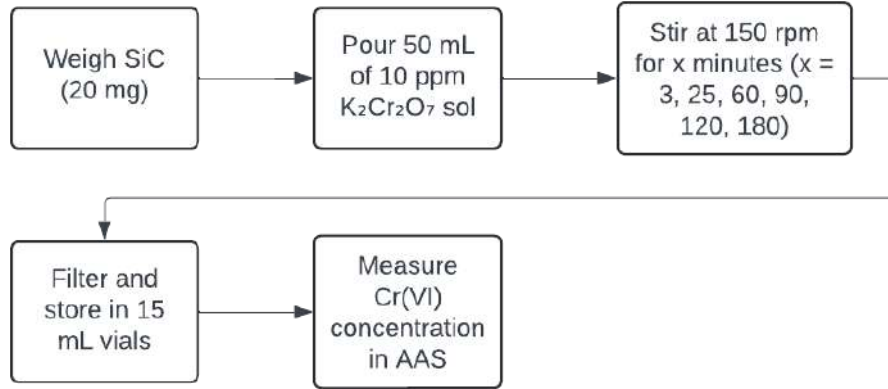 Weigh SiC
(20 mg)
Pour 50 mL
of 10 ppm
K₂Cr₂O₇ sol
Stir at 150 rpm
for x minutes (x =
3, 25, 60, 90,
120, 180)
Filter and
store in 15
mL vials
Measure
Cr(VI)
concentration
in AAS